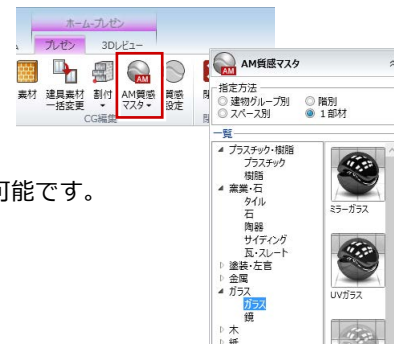 ホーム-プレゼン
プレゼン 3Dレビュー
素材 建具素材 割付 AM質感 質感
一括変更 マスタ 設定
CG編集
可能です。
AM質感マスタ
指定方法
建物グループ別 階別
スペース別 1部材
一覧
プラスチック・樹脂
プラスチック
樹脂
窯業・石
タイル
石
陶器
サイディング
瓦・スレート
塗装・左官
金属
ガラス
ガラス
鏡
木
紙
ミラーガラス
UVガラス